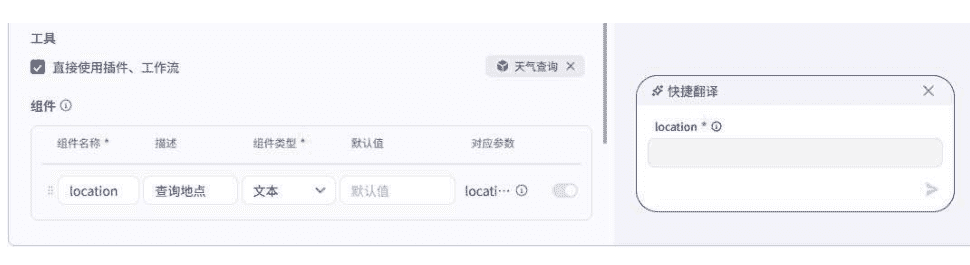 工具
直接使用插件、工作流
天气查询
组件
组件名称 * 描述 组件类型 * 默认值 对应参数
location 查询地点 文本 默认值 locati···
快捷翻译
location *